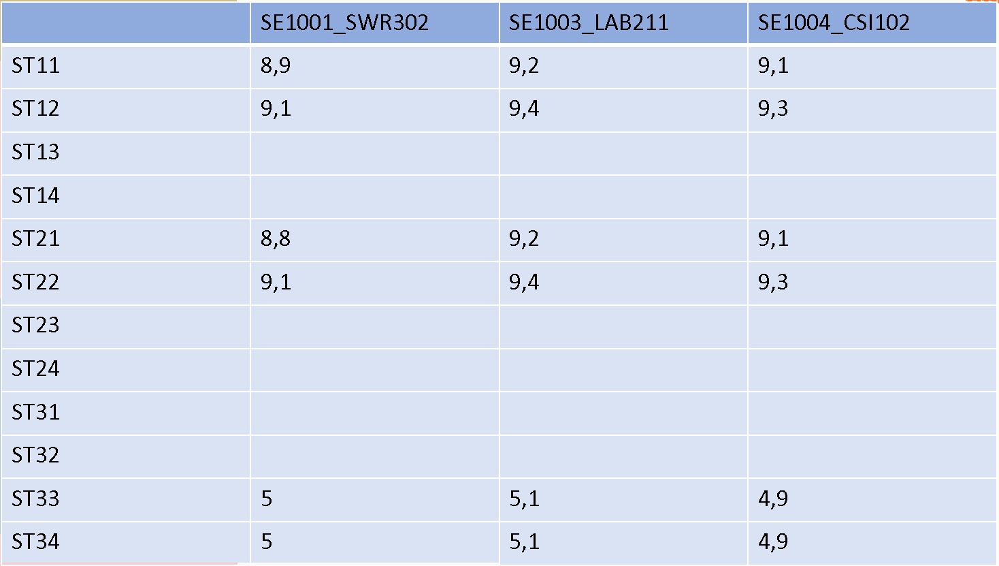 SE1001_SWR302 SE1003_LAB211 SE1004_CSI102
ST11 8,9 9,2 9,1
ST12 9,1 9,4 9,3
ST13
ST14
ST21 8,8 9,2 9,1
ST22 9,1 9,4 9,3
ST23
ST24
ST31
ST32
ST33 5 5,1 4,9
ST34 5 5,1 4,9